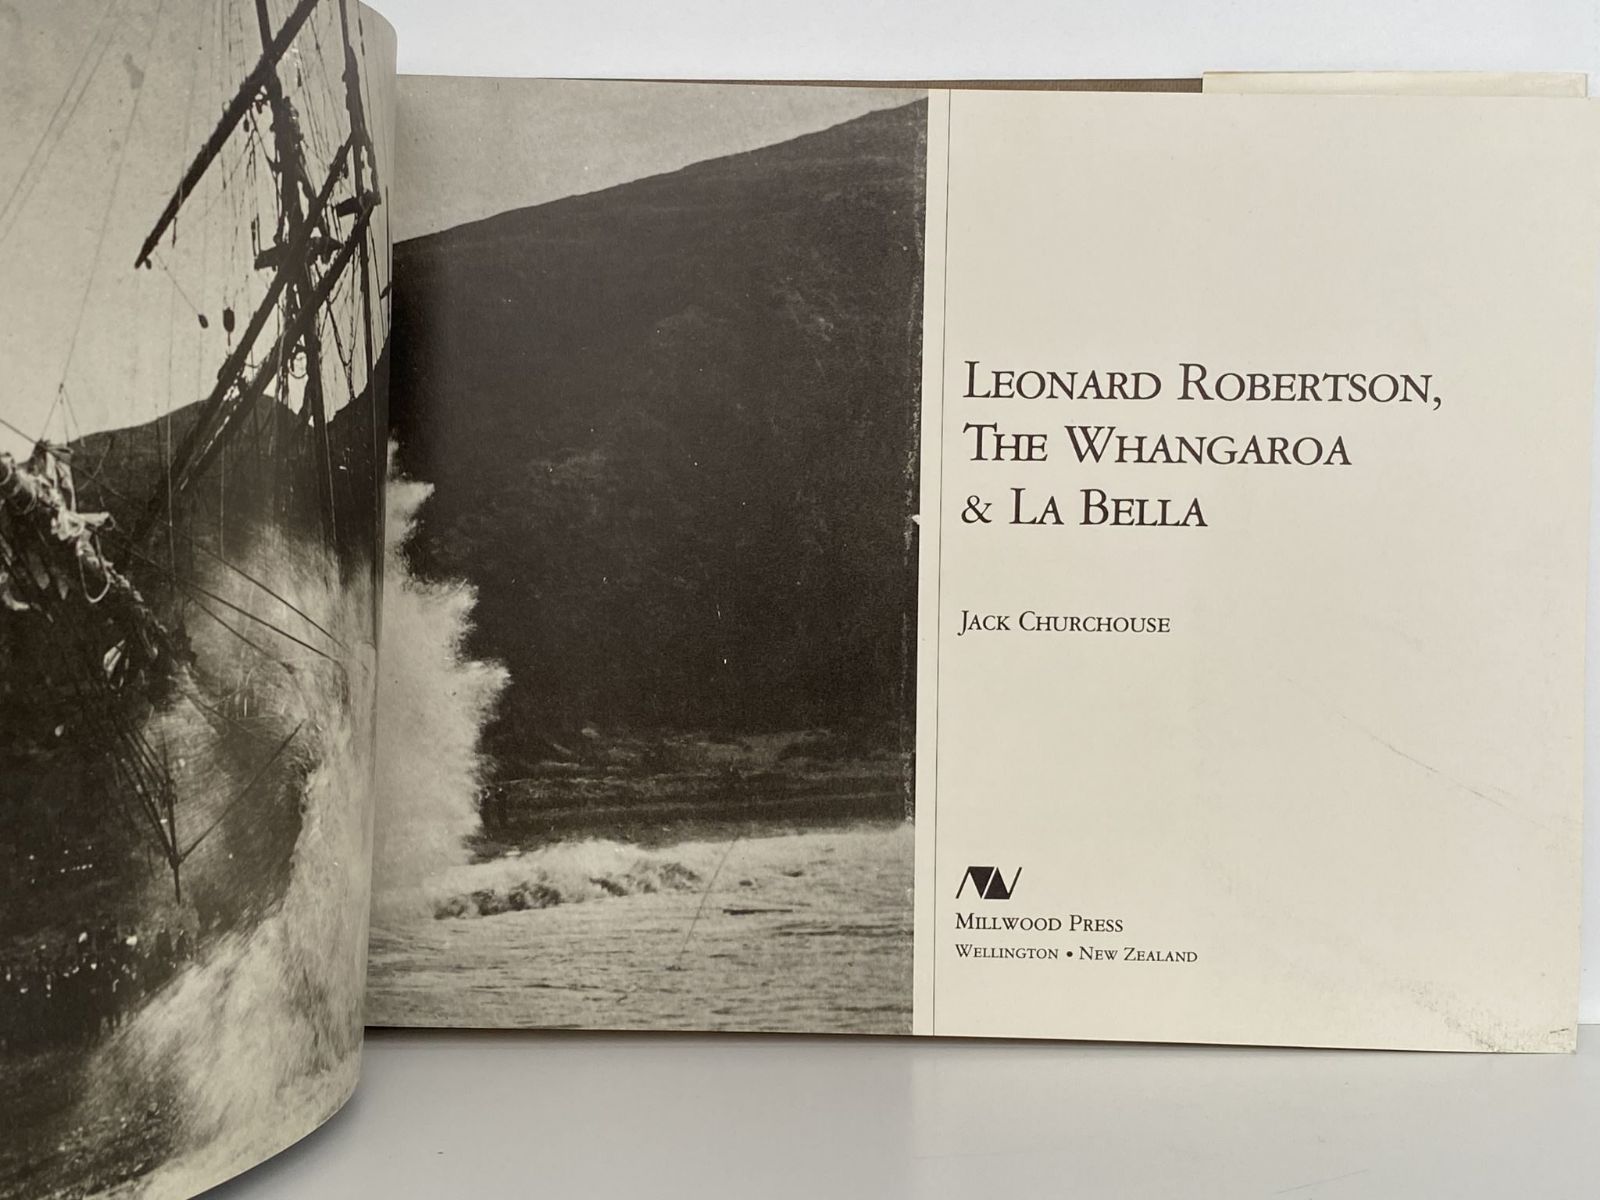 Leonard Robertson,
The Whangaroa
& La Bella
Jack Churchouse
Millwood Press
Wellington • New Zealand